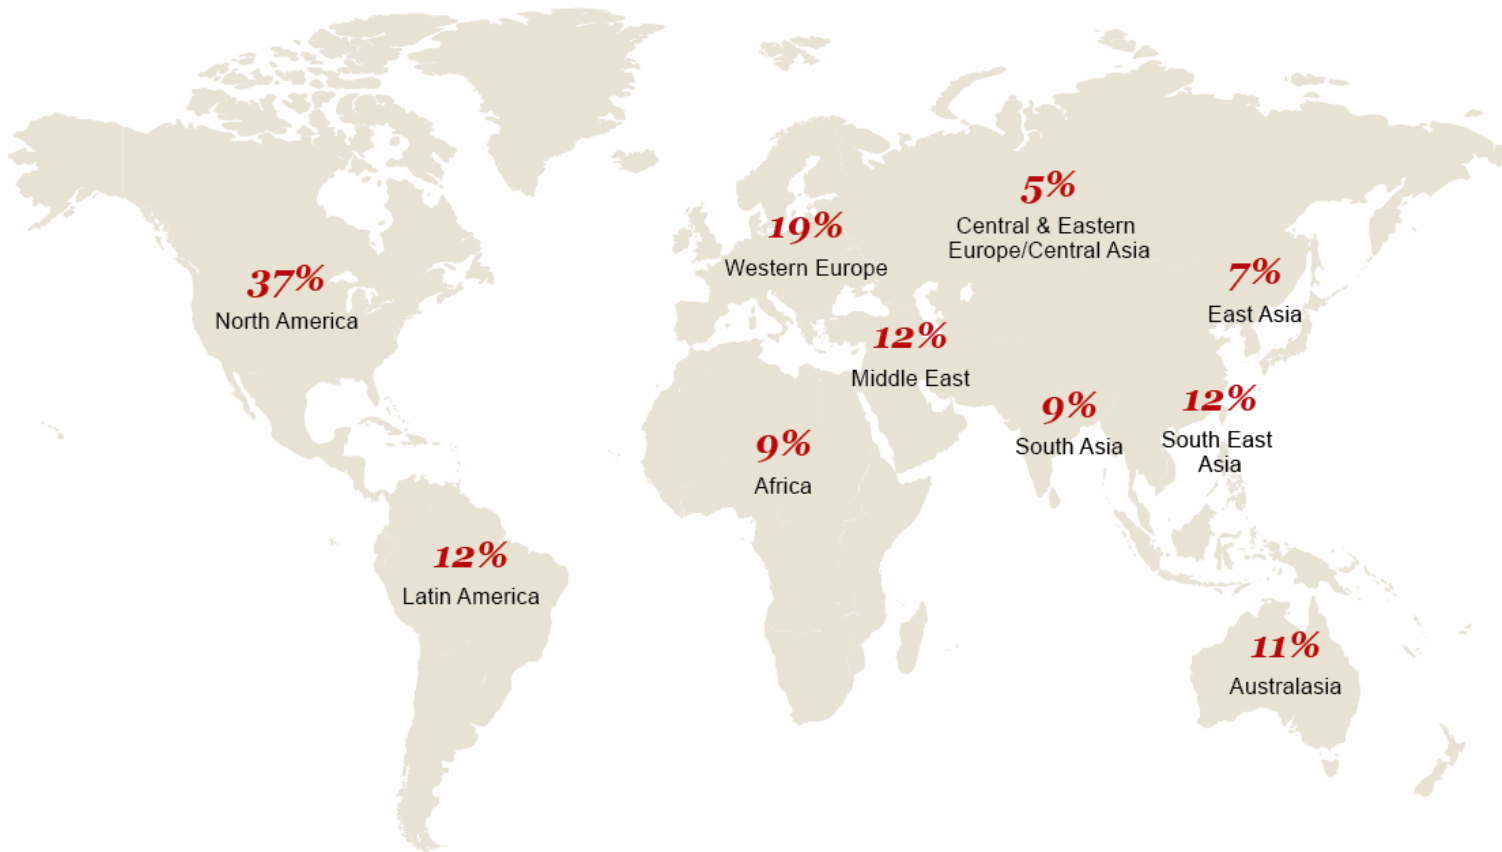 5%
Central & Eastern
Europe/Central Asia
19%
Western Europe
37%
North America
7%
East Asia
12%
Middle East
9%
South Asia
12%
South East
Asia
9%
Africa
12%
Latin America
11%
Australasia